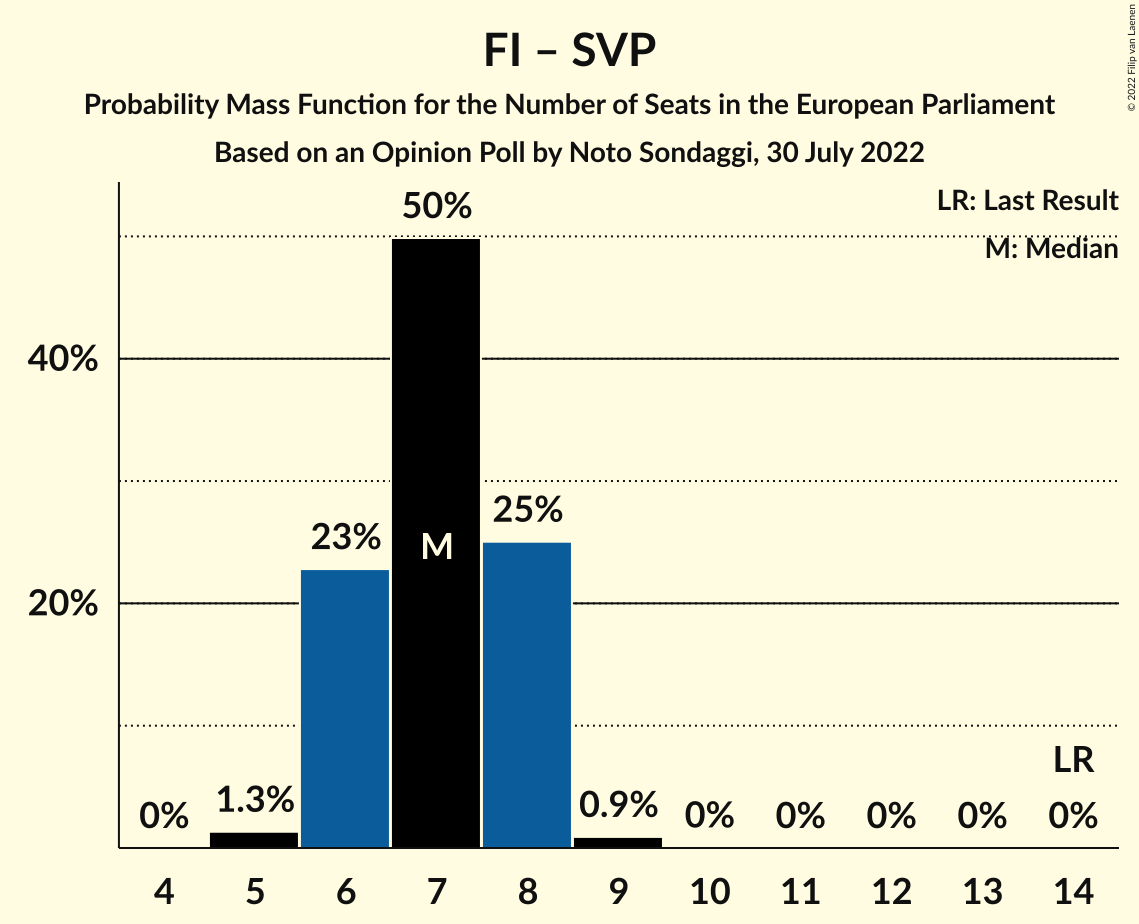 FI – SVP
Probability Mass Function for the Number of Seats in the European Parliament
Based on an Opinion Poll by Noto Sondaggi, 30 July 2022
© 2022 Filip van Laenen
LR: Last Result
M: Median
40%
20%
0%
1.3%
23%
50%
M
25%
0.9%
0%
0%
0%
0%
LR
0%
4 5 6 7 8 9 10 11 12 13 14